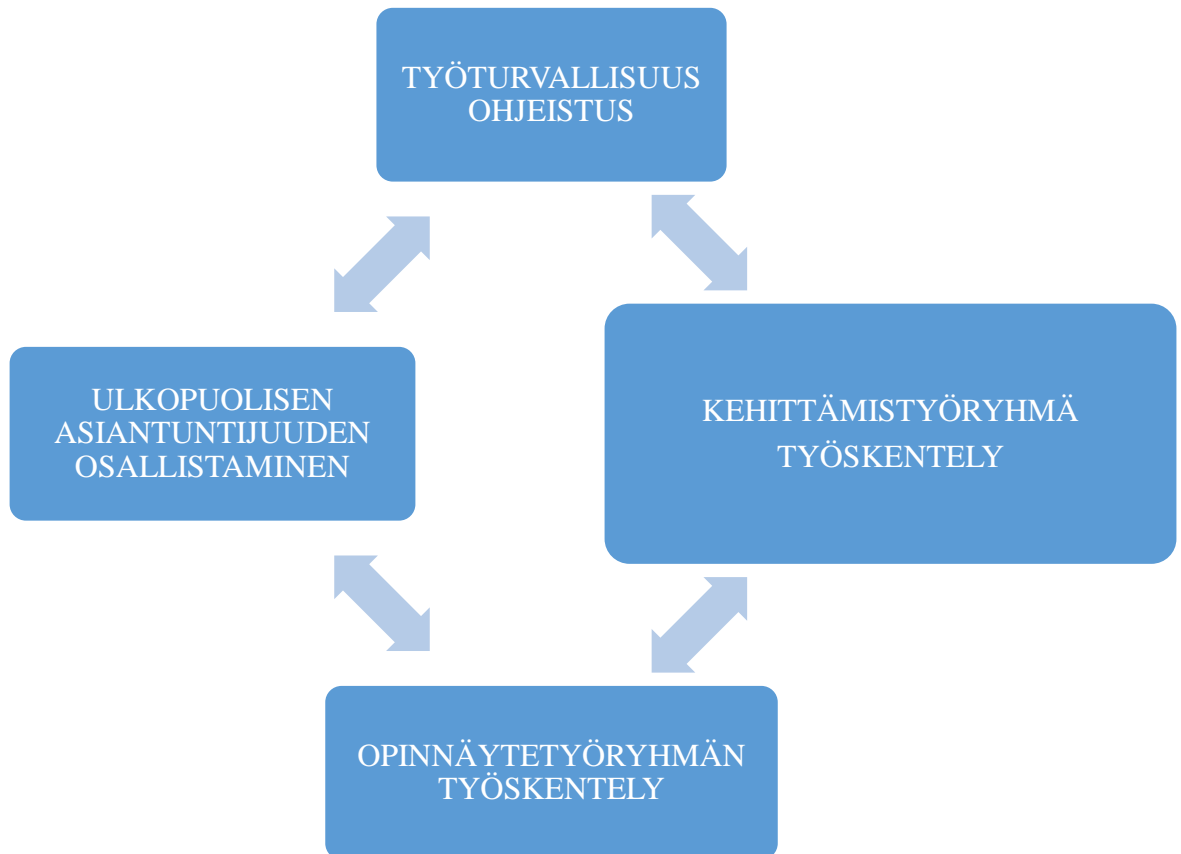 TYÖTURVALLISUUS
OHJEISTUS
ULKOPUOLISEN
ASIANTUNTIJUUDEN
OSALLISTAMINEN
KEHITTÄMISTYÖRYHMÄ
TYÖSKENTELY
OPINNÄYTETYÖRYHMÄN
TYÖSKENTELY